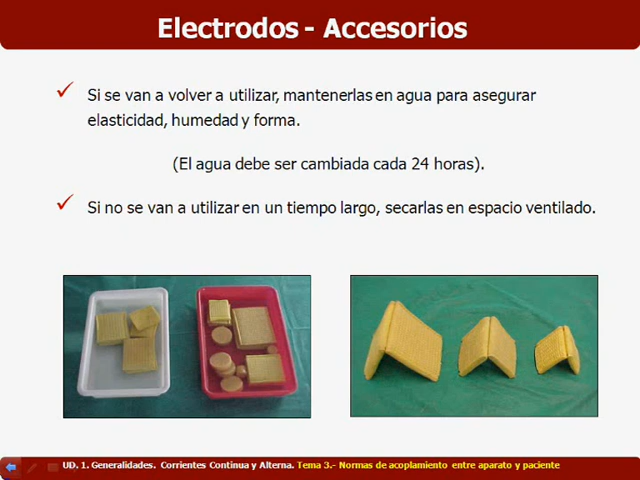 Electrodos - Accesorios
Si se van a volver a utilizar, mantenerlas en agua para asegurar
elasticidad, humedad y forma.
(El agua debe ser cambiada cada 24 horas).
Si no se van a utilizar en un tiempo largo, secarlas en espacio ventilado.
UD. 1. Generalidades. Corrientes Continua y Alterna. Tema 3.- Normas de acoplamiento entre aparato y paciente